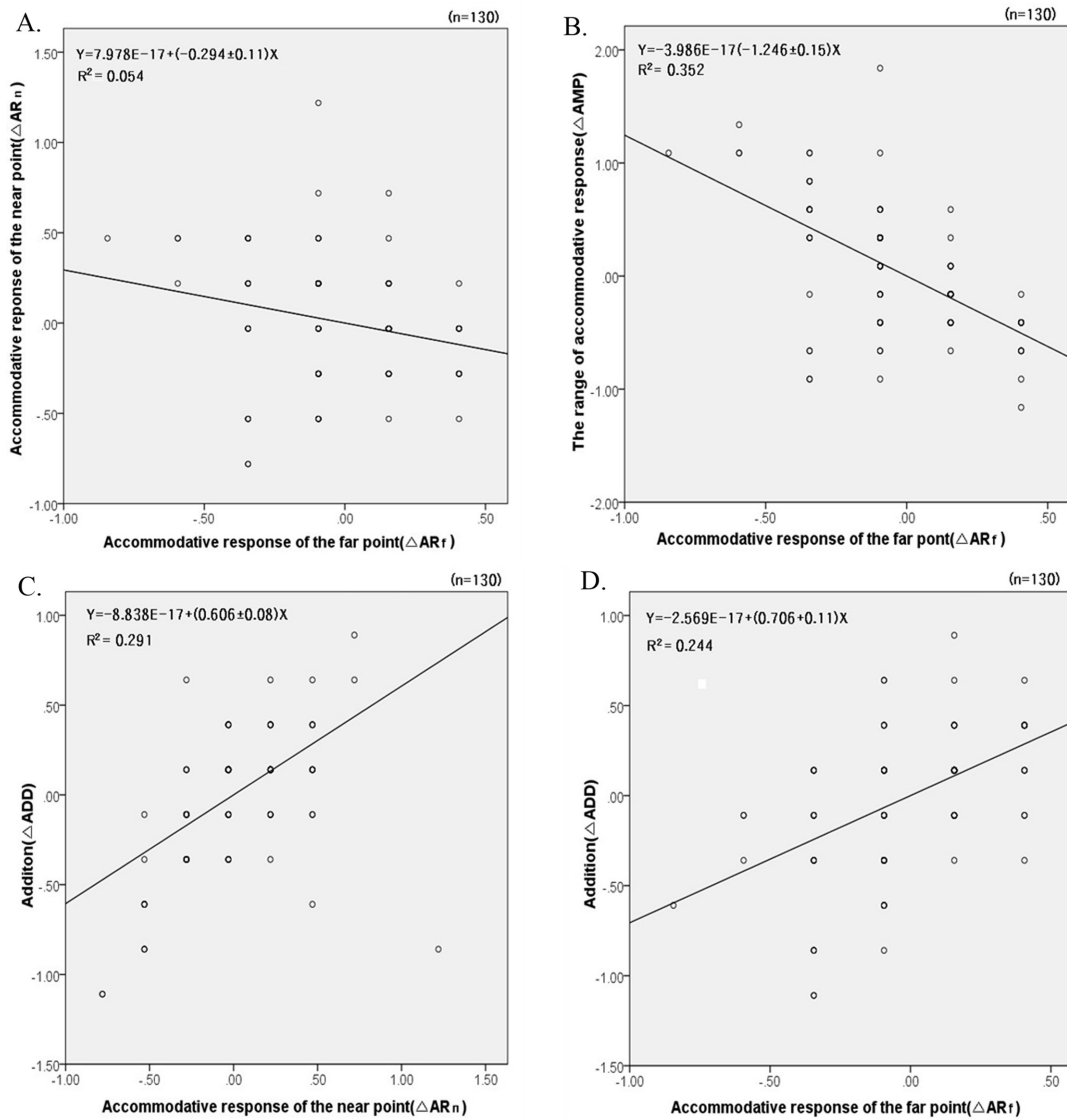 A.
(n=130)
Y=7.978E-17+(-0.294±0.11)X
R² = 0.054
Accommodative reponse of the near point(△ARn)
1.50
1.00
.50
.00
-.50
-1.00
-1.00 -.50 .00 .50
Accommodative response of the far point(△ARf)
B.
(n=130)
Y=-3.986E-17(-1.246±0.15)X
R² = 0.352
The range of accommodative response(△AMP)
2.00
1.00
.00
-1.00
-2.00
-1.00 -.50 .00 .50
Accommodative response of the far pont(△ARf)
C.
(n=130)
Y=-8.838E-17+(0.606±0.08)X
R² = 0.291
Additon(△ADD)
1.00
.50
.00
-.50
-1.00
-1.50
-1.00 -.50 .00 .50 1.00 1.50
Accommodative response of the near point(△ARn)
D.
(n=130)
Y=-2.569E-17+(0.706+0.11)X
R² = 0.244
Addition(△ADD)
1.00
.50
.00
-.50
-1.00
-1.50
-1.00 -.50 .00 .50
Accommodative response of the far point(△ARf)